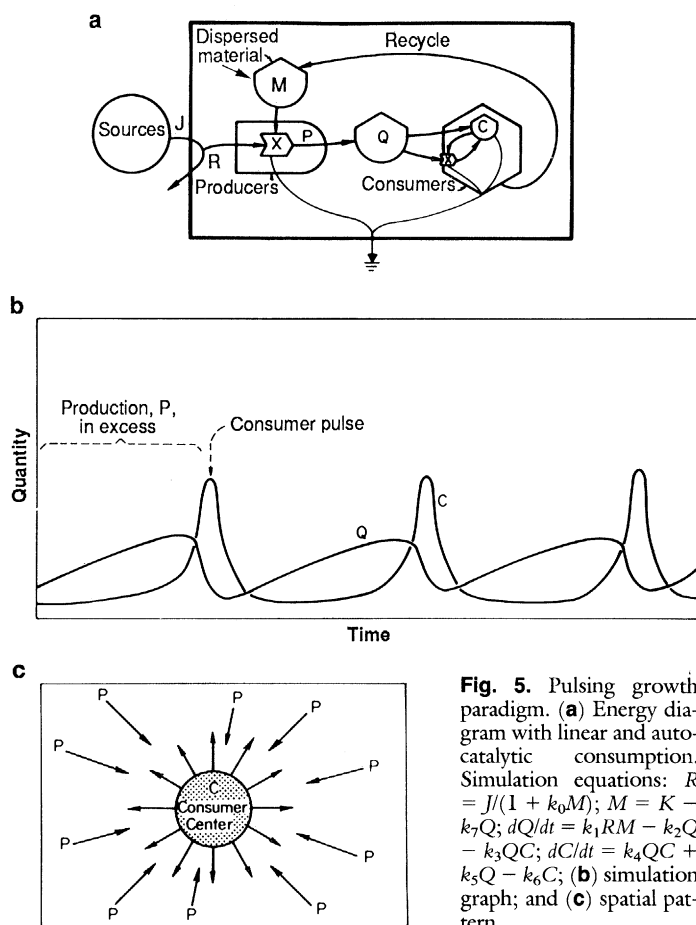 a
Dispersed
material
Recycle
M
Sources
J
R
X
P
Q
C
X
Producers
Consumers
b
Production, P,
in excess
Consumer pulse
Quantity
Q
C
Time
c
P
P
P
P
P
C
Consumer
Center
P
P
P
P
P
Fig. 5. Pulsing growth
paradigm. (a) Energy dia-
gram with linear and auto-
catalytic consumption.
Simulation equations: R
= J/(1 + k₀M); M = K −
k₇Q; dQ/dt = k₁RM − k₂Q
− k₃QC; dC/dt = k₄QC +
k₅Q − k₆C; (b) simulation
graph; and (c) spatial pat-
tern